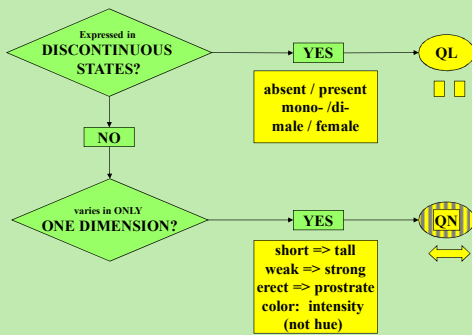 Expressed in
DISCONTINUOUS
STATES?
YES
QL
absent / present
mono- /di-
male / female
NO
varies in ONLY
ONE DIMENSION?
YES
QN
short => tall
weak => strong
erect => prostrate
color: intensity
(not hue)